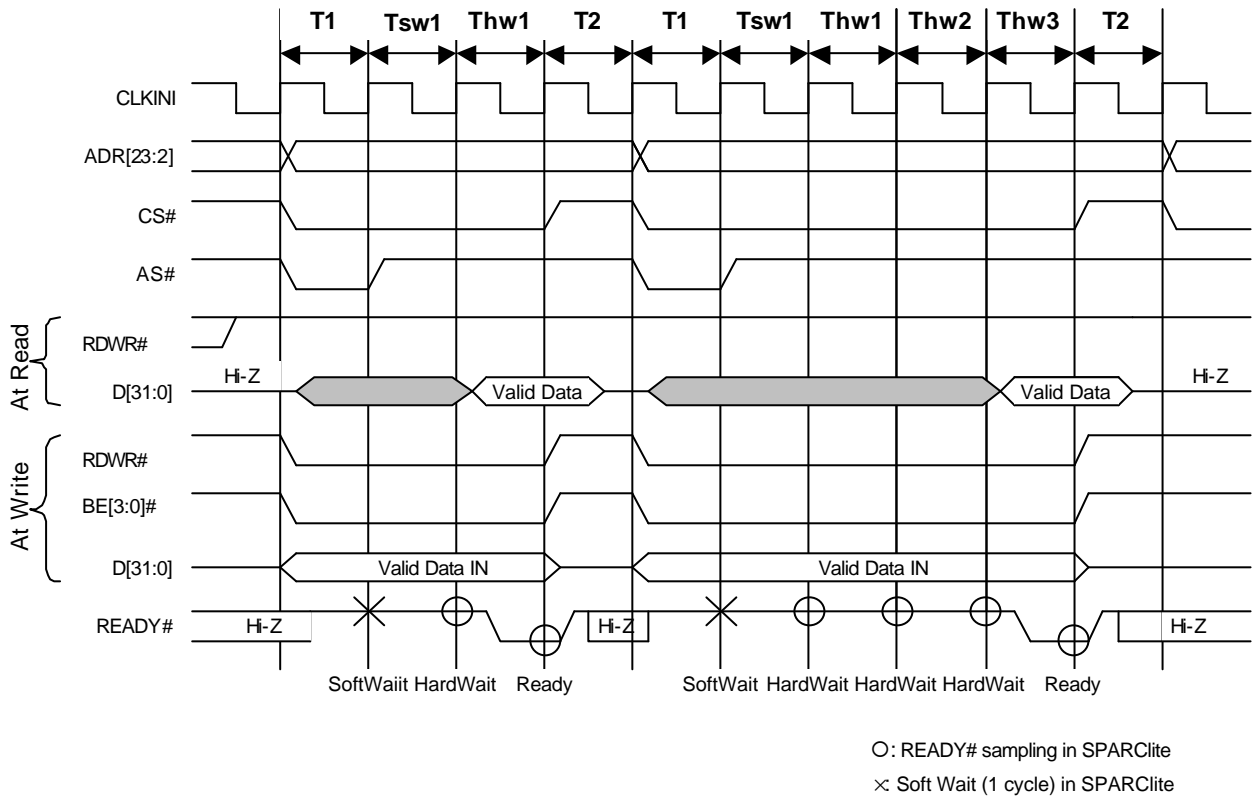 T1 Tsw1 Thw1 T2 T1 Tsw1 Thw1 Thw2 Thw3 T2
CLKINI
ADR[23:2]
CS#
AS#
At Read
RDWR#
D[31:0] Hi-Z Valid Data Valid Data Hi-Z
At Write
RDWR#
BE[3:0]#
D[31:0] Valid Data IN Valid Data IN
READY# Hi-Z Hi-Z Hi-Z
SoftWaiit HardWait Ready SoftWait HardWait HardWait HardWait Ready
O: READY# sampling in SPARClite
×: Soft Wait (1 cycle) in SPARClite